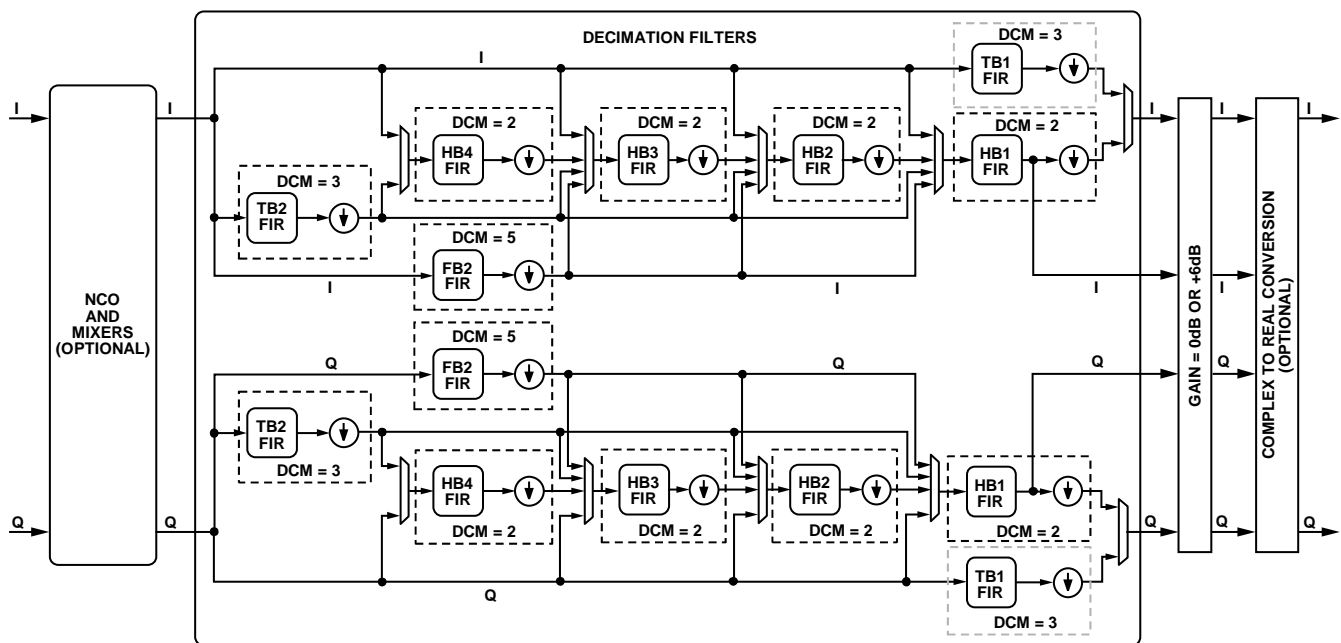 DECIMATION FILTERS
DCM = 3
I
TB1
FIR
I
I
I
I
I
I
DCM = 2
DCM = 2
DCM = 2
DCM = 2
HB4
FIR
HB3
FIR
HB2
FIR
HB1
FIR
DCM = 3
TB2
FIR
DCM = 5
FB2
FIR
I
I
I
I
NCO
AND
MIXERS
(OPTIONAL)
GAIN = 0dB OR +6dB
COMPLEX TO REAL CONVERSION
(OPTIONAL)
DCM = 5
FB2
FIR
Q
Q
Q
Q
TB2
FIR
DCM = 3
HB4
FIR
DCM = 2
HB3
FIR
DCM = 2
HB2
FIR
DCM = 2
HB1
FIR
DCM = 2
Q
Q
Q
Q
Q
Q
TB1
FIR
DCM = 3